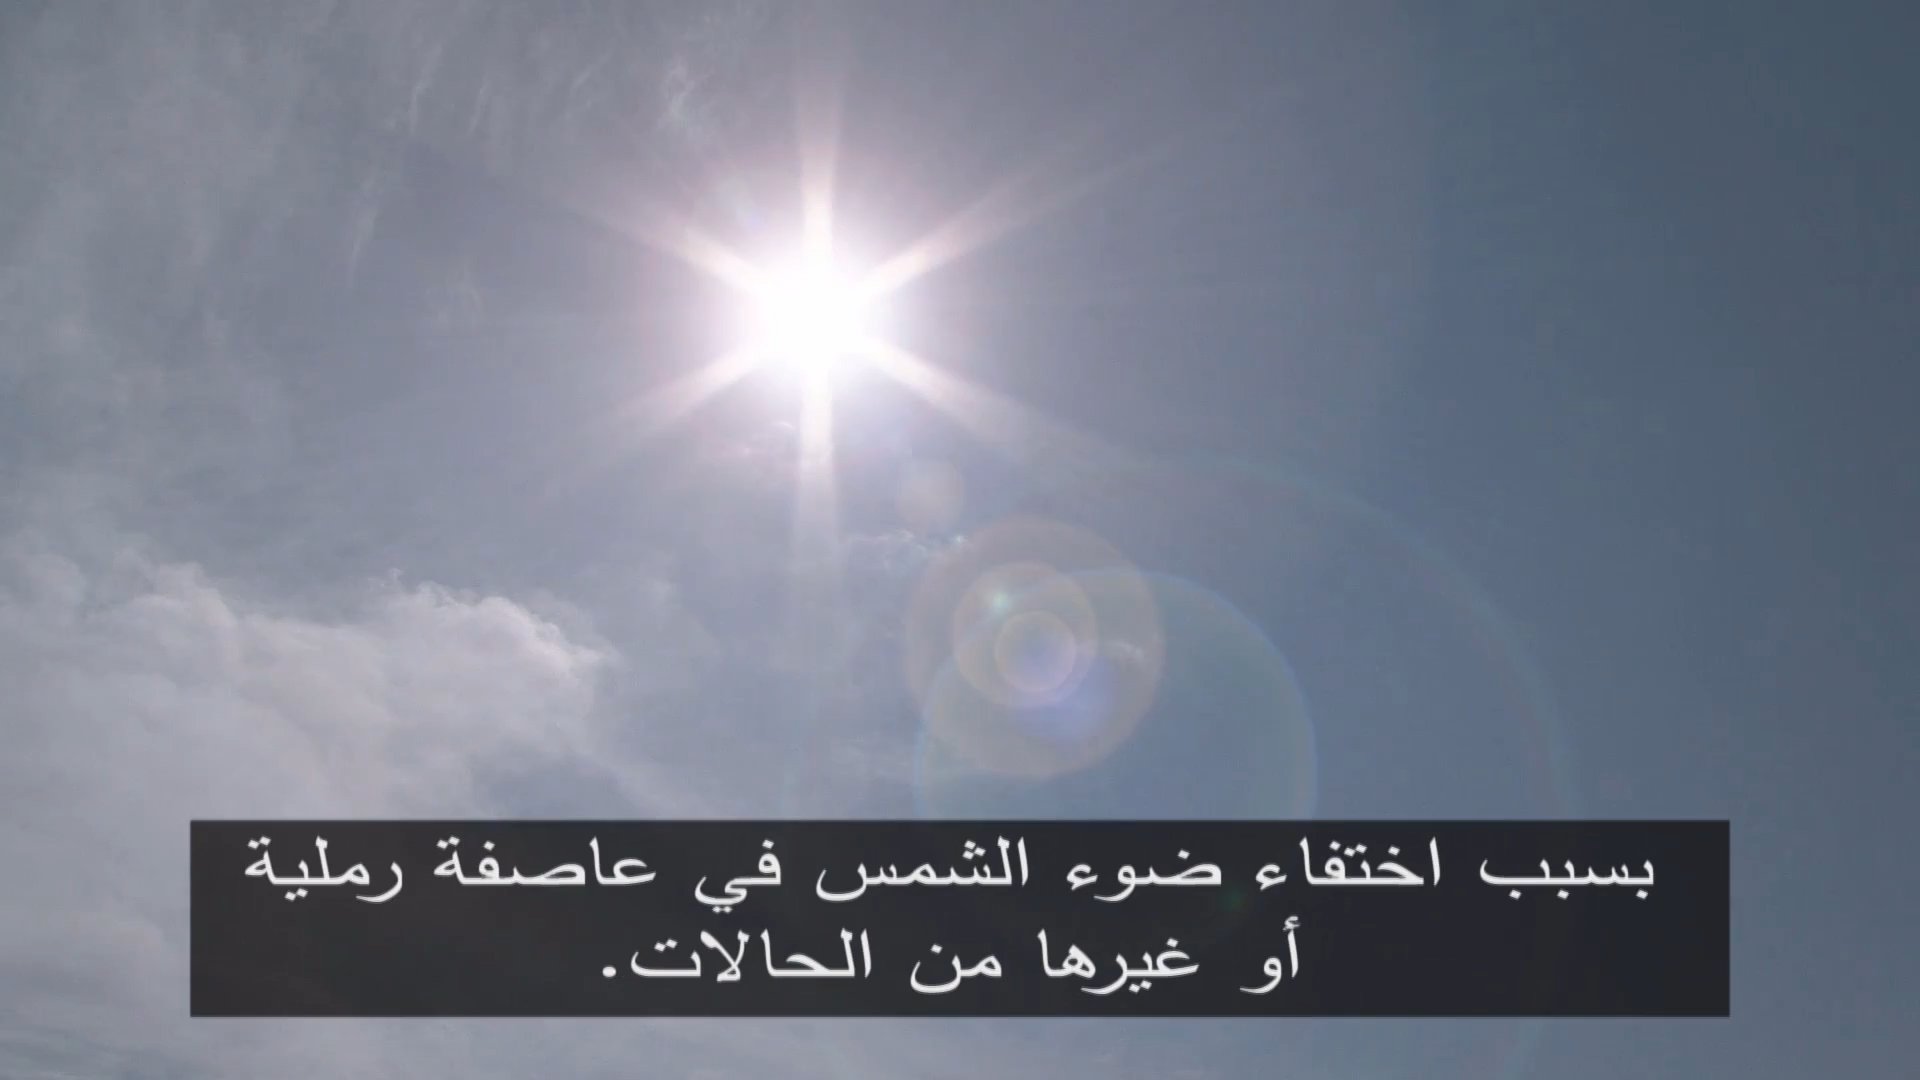 بسبب اختفاء ضوء الشمس في عاصفة رملية
أو غيرها من الحالات.